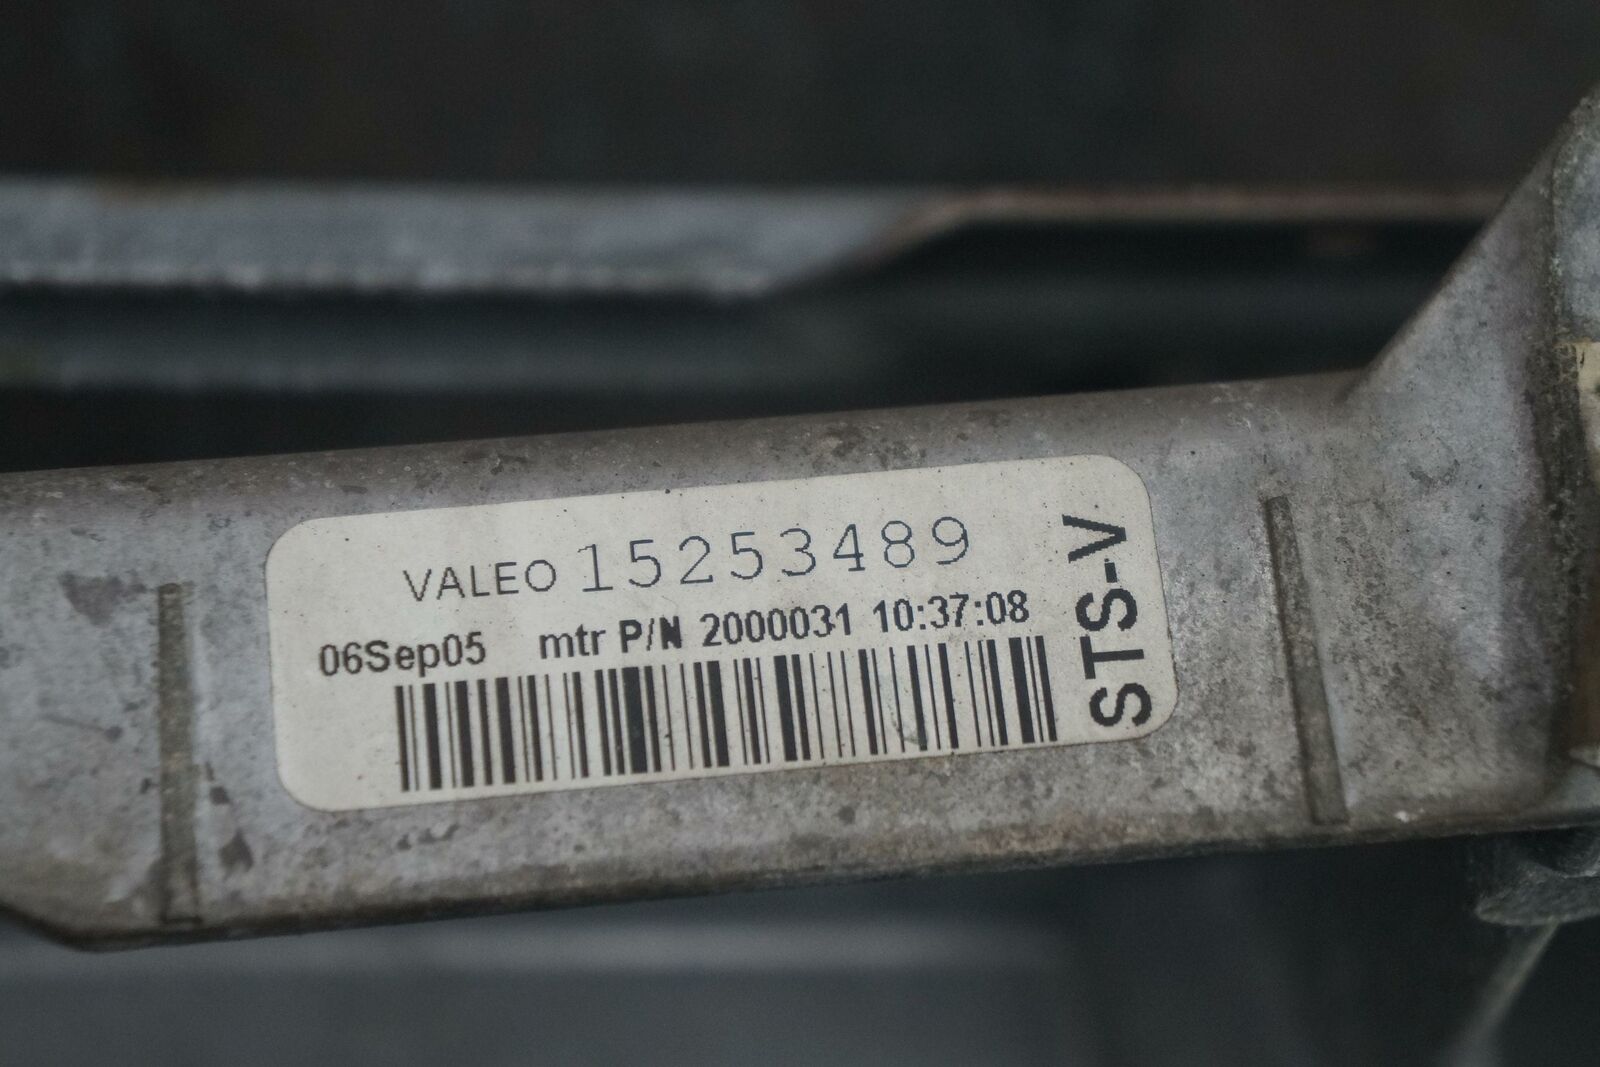 VALEO 15253489
06Sep05 mtr P/N 2000031 10:37:08
STS-V